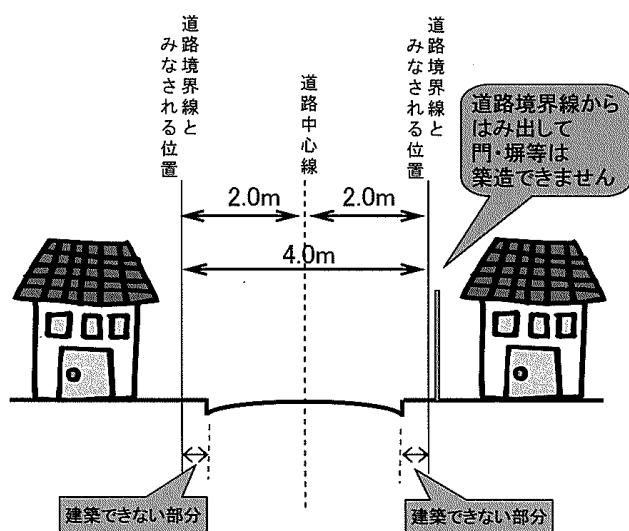 道路境界線と
みなされる位置
道路中心線
道路境界線と
みなされる位置
道路境界線から
はみ出して
門・塀等は
築造できません
2.0m
2.0m
4.0m
建築できない部分
建築できない部分